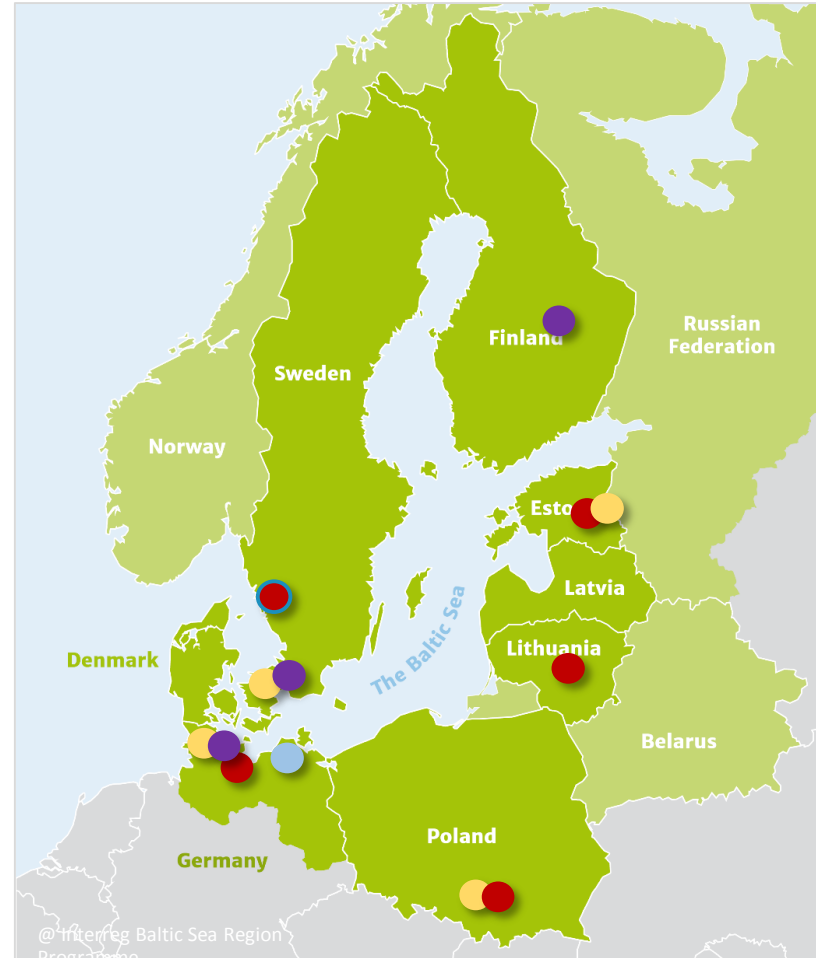 Finland
Russian
Federation
Sweden
Norway
Esto
Latvia
The Baltic Sea
Lithuania
Denmark
Belarus
Poland
Germany
@ Interreg Baltic Sea Region
Programme